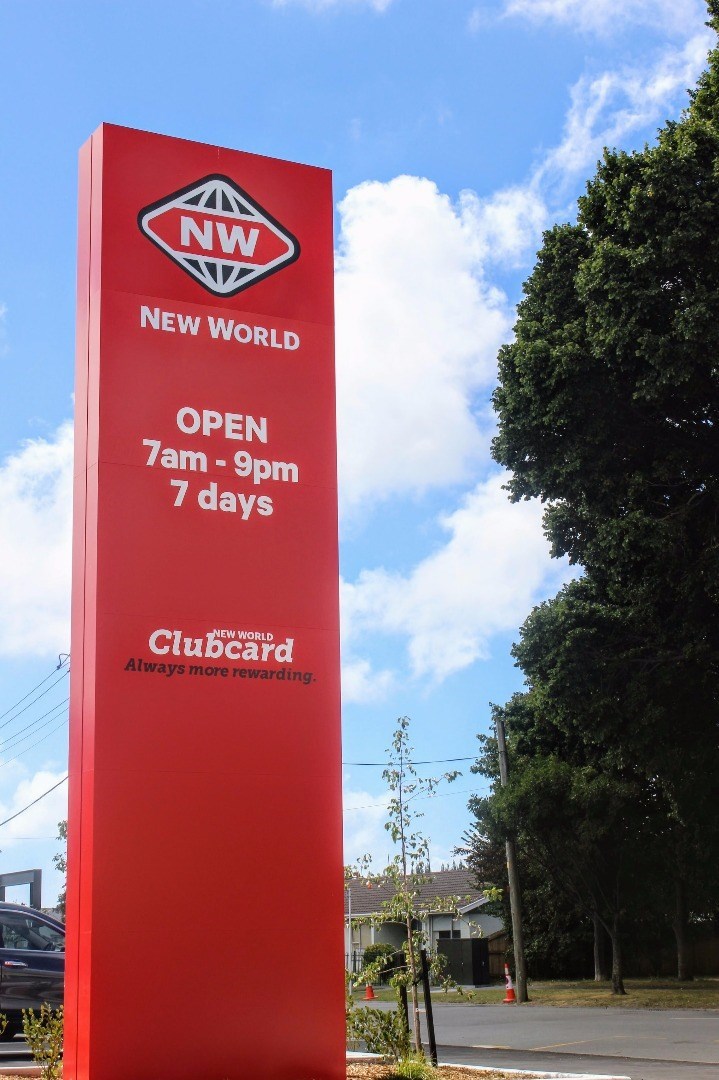 NW
NEW WORLD
OPEN
7am - 9pm
7 days
NEW WORLD
Clubcard
Always more rewarding.